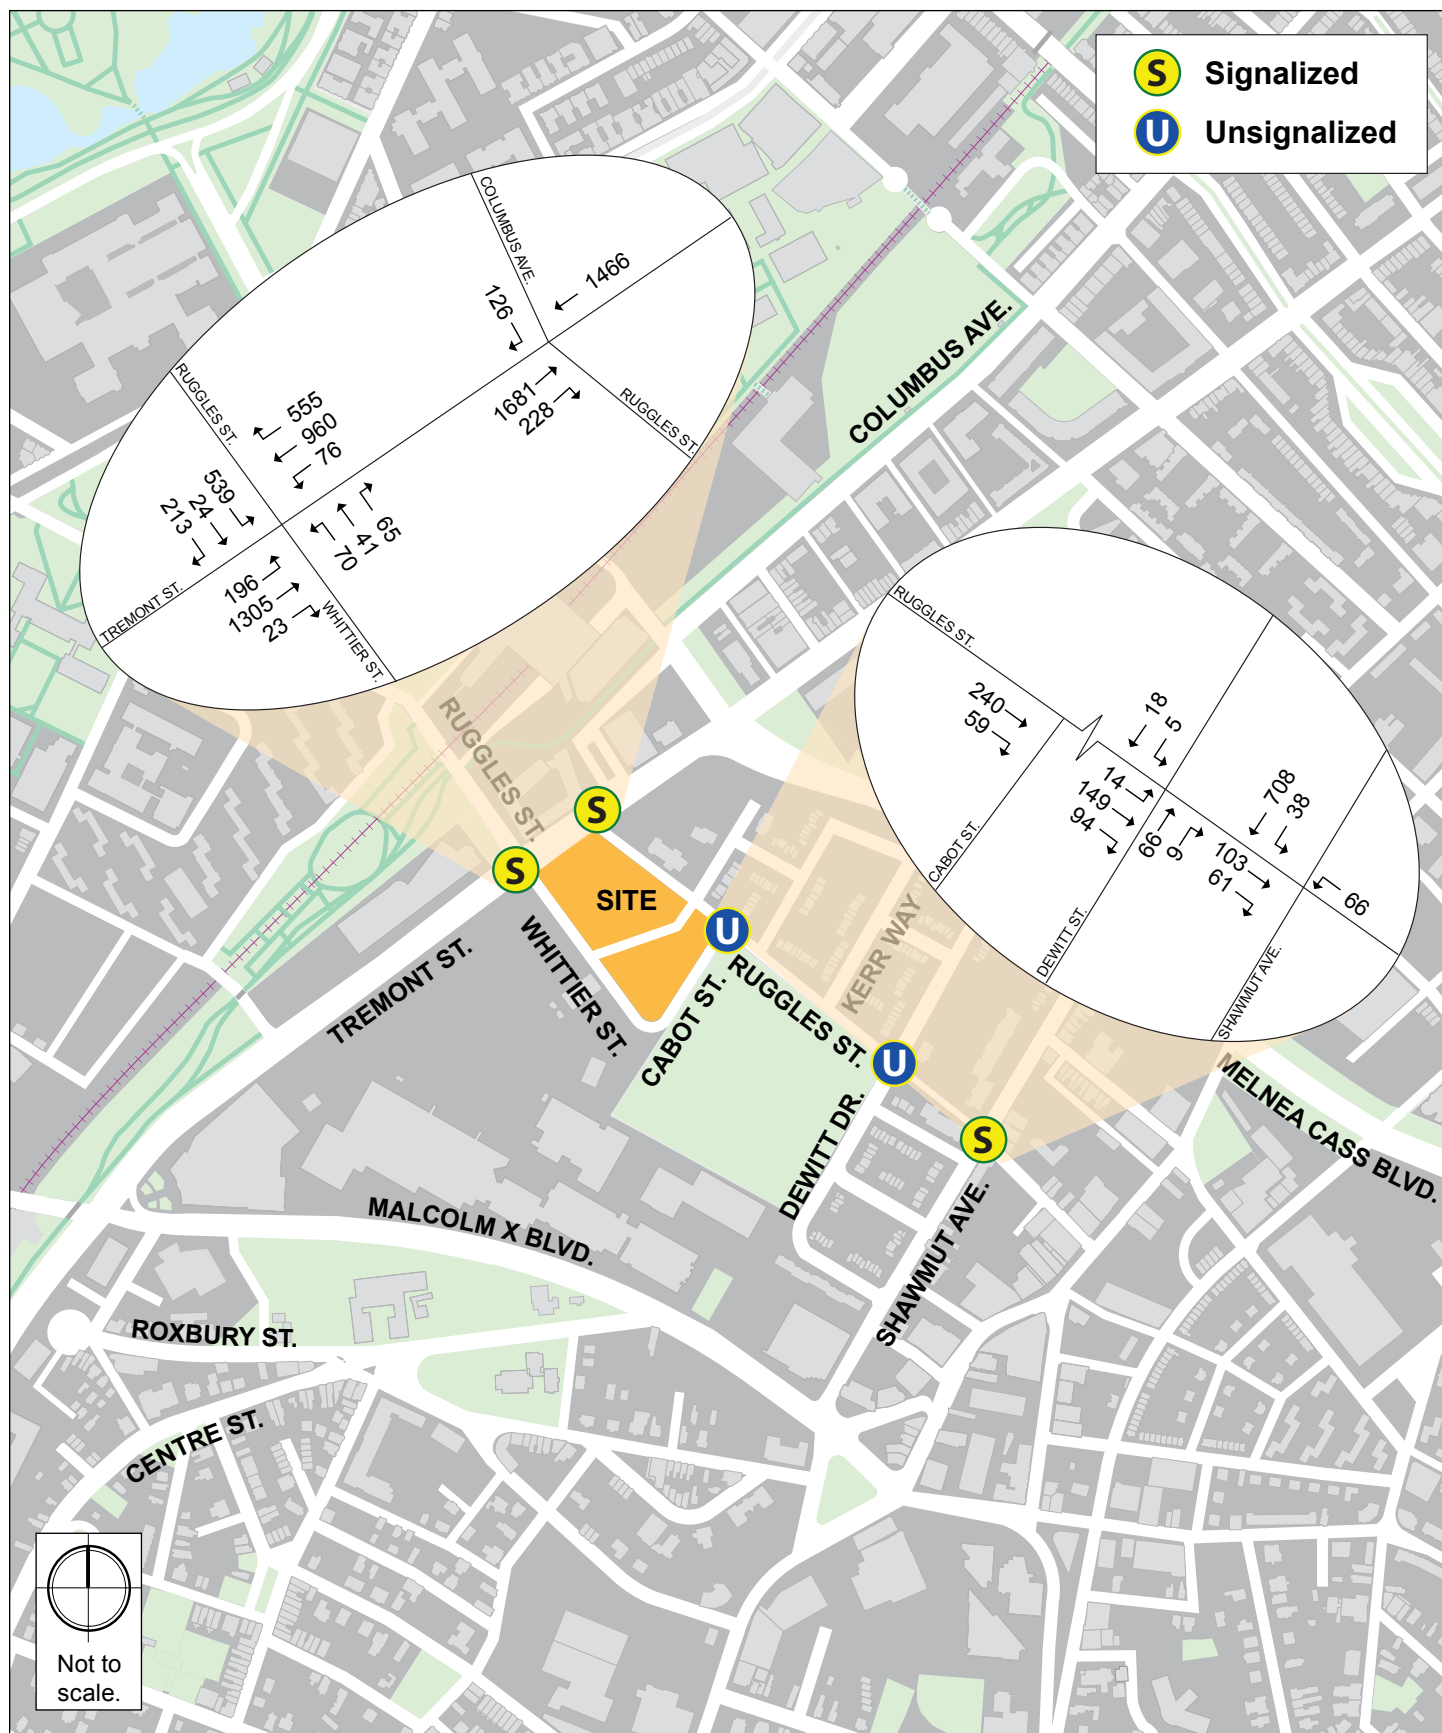 S Signalized
U Unsignalized
COLUMBUS AVE.
1466
126
RUGGLES ST.
1681
228
RUGGLES ST.
555
960
76
539
24
213
65
41
70
196
1305
23
TREMONT ST.
WHITTIER ST.
COLUMBUS AVE.
RUGGLES ST.
240
59
18
5
14
149
94
708
38
66
9
103
61
66
CABOT ST.
DEWITT ST.
SHAWMUT AVE.
RUGGLES ST.
S
S
SITE
U
KERR WAY
TREMONT ST.
WHITTIER ST.
CABOT ST.
RUGGLES ST.
U
DEWITT DR.
S
MELNEA CASS BLVD.
SHAWMUT AVE.
MALCOLM X BLVD.
ROXBURY ST.
CENTRE ST.
Not to
scale.